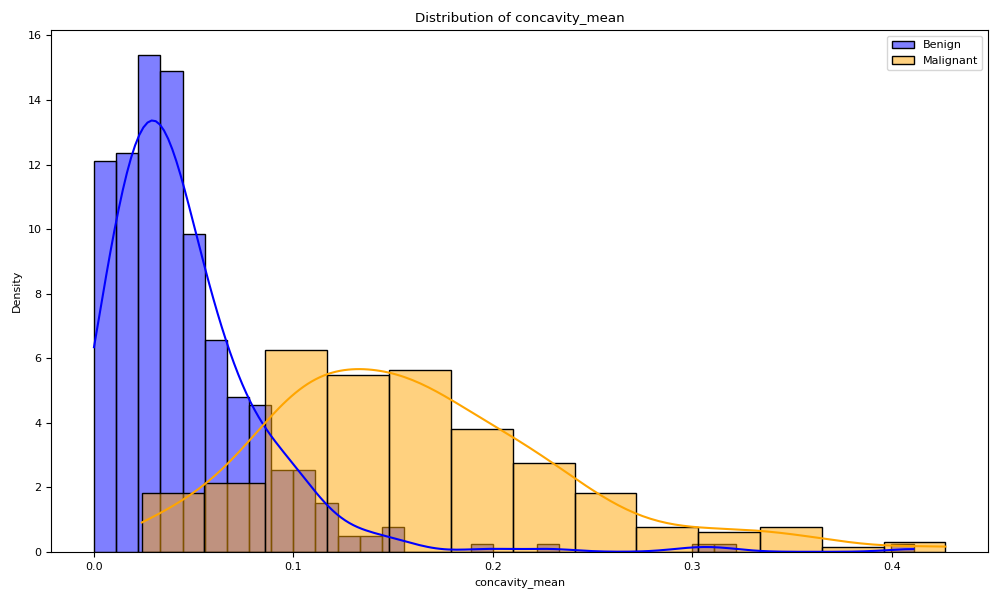 Distribution of concavity_mean
Benign
Malignant
16
14
12
10
8
6
4
2
0
Density
0.0 0.1 0.2 0.3 0.4
concavity_mean